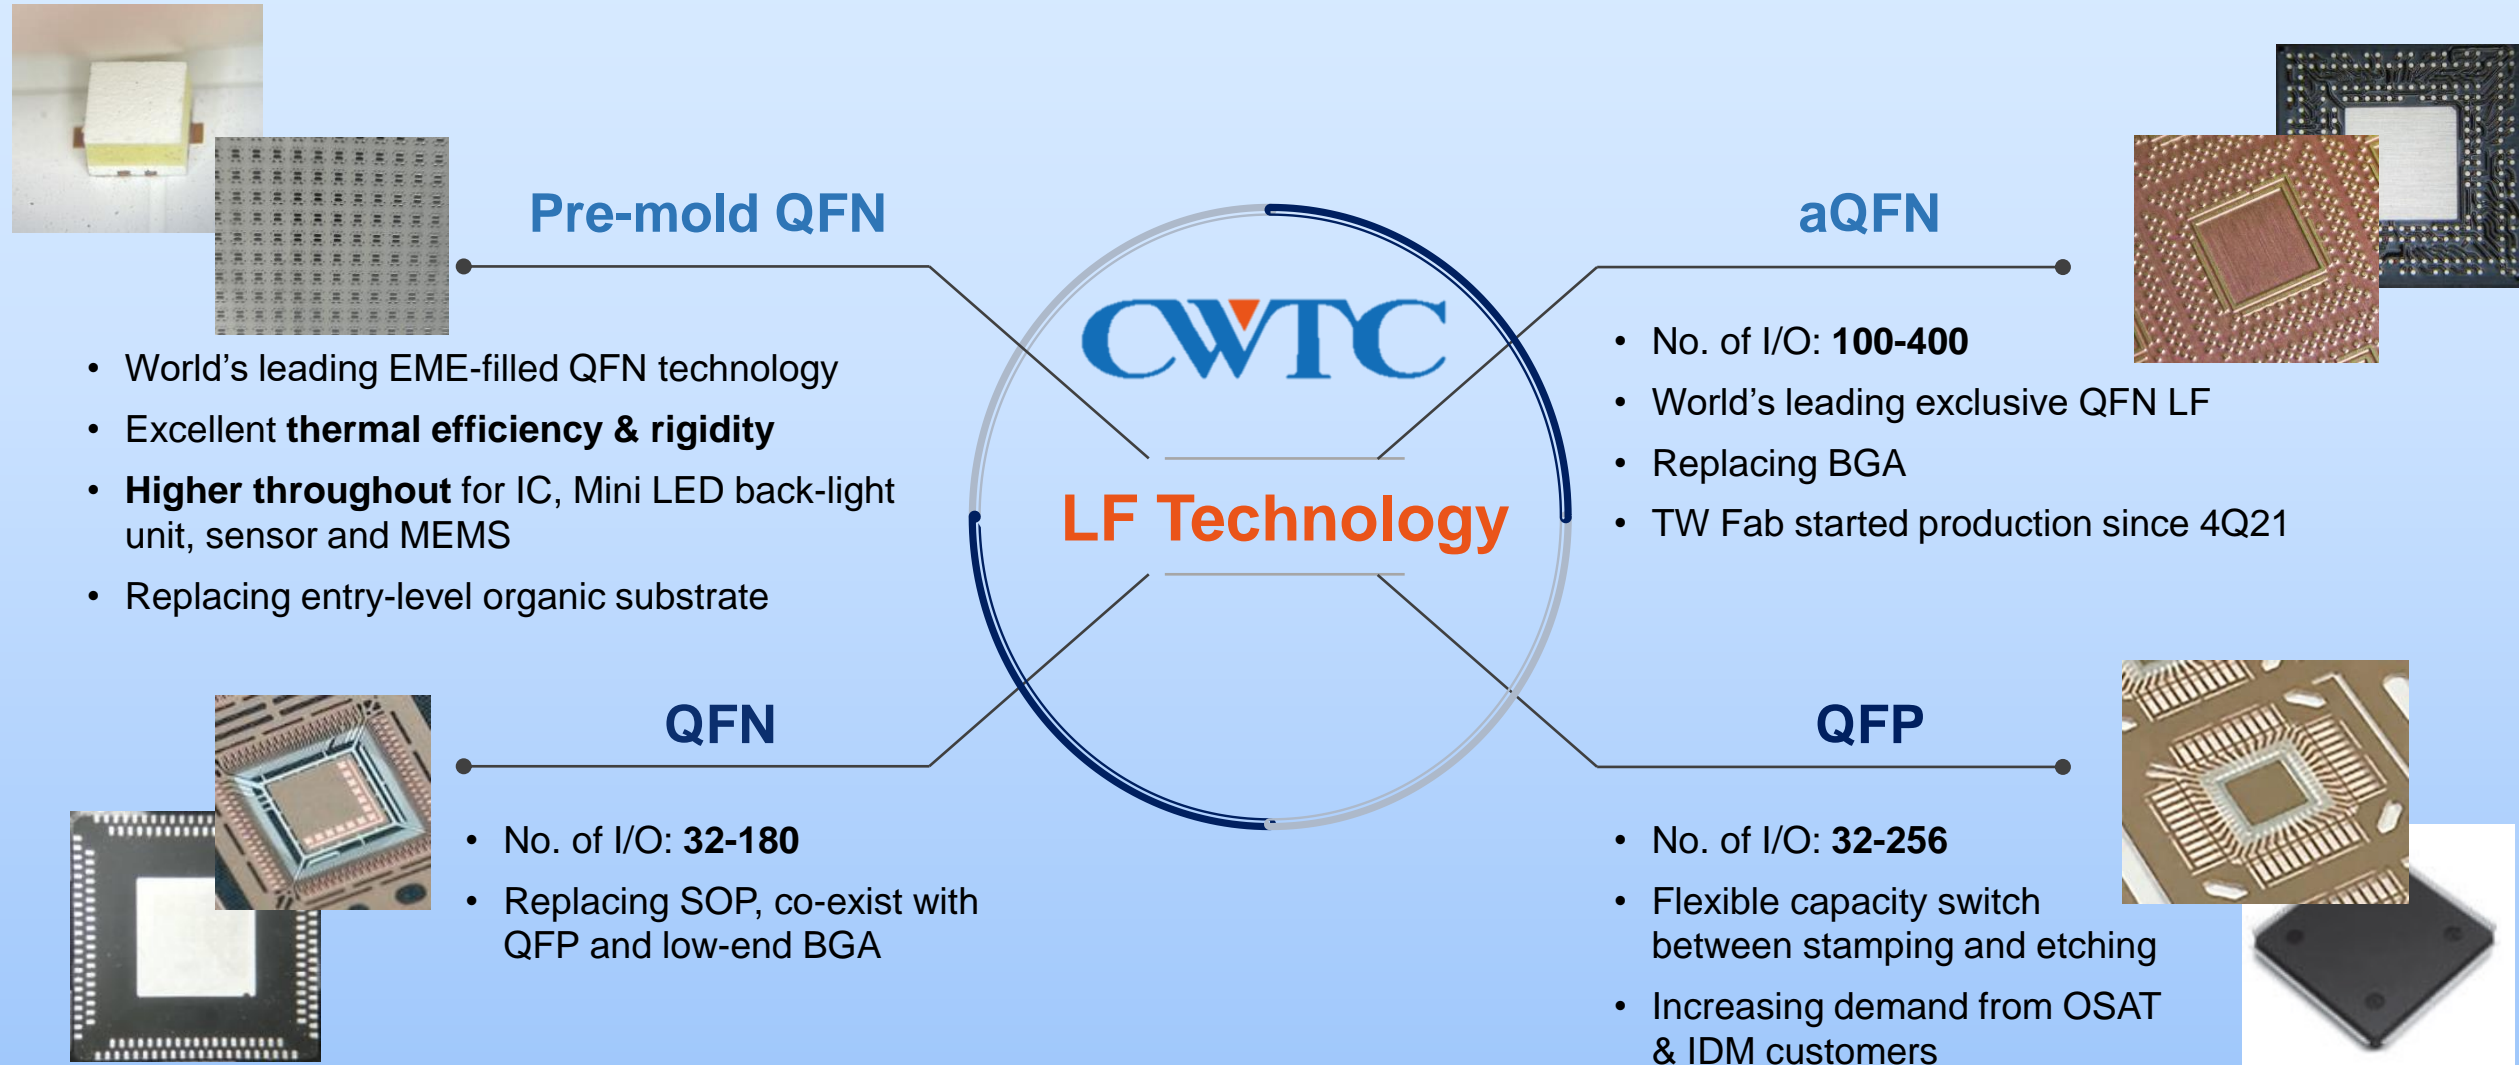 Pre-mold QFN
• World's leading EME-filled QFN technology
• Excellent thermal efficiency & rigidity
• Higher throughout for IC, Mini LED back-light
unit, sensor and MEMS
• Replacing entry-level organic substrate
aQFN
• No. of I/O: 100-400
• World's leading exclusive QFN LF
• Replacing BGA
• TW Fab started production since 4Q21
CWTC
LF Technology
QFN
• No. of I/O: 32-180
• Replacing SOP, co-exist with
QFP and low-end BGA
QFP
• No. of I/O: 32-256
• Flexible capacity switch
between stamping and etching
• Increasing demand from OSAT
& IDM customers